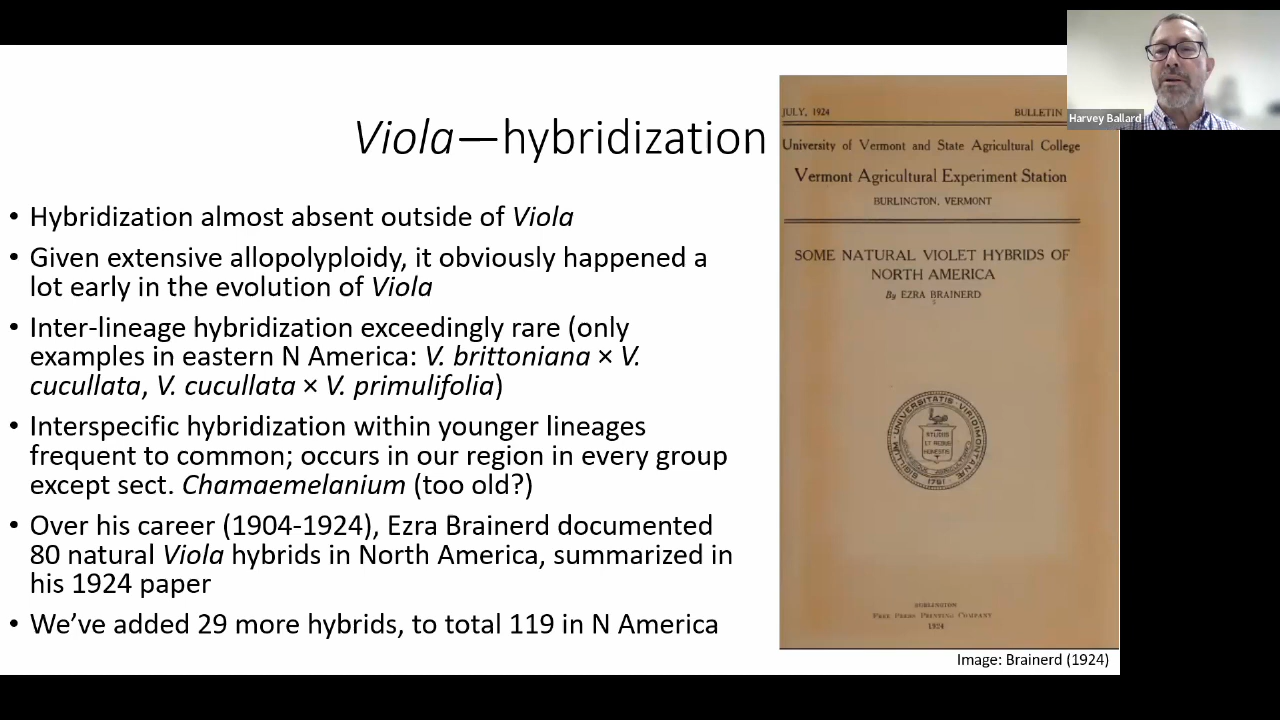 Viola—hybridization
• Hybridization almost absent outside of Viola
• Given extensive allopolyploidy, it obviously happened a
lot early in the evolution of Viola
• Inter-lineage hybridization exceedingly rare (only
examples in eastern N America: V. brittoniana × V.
cucullata, V. cucullata × V. primulifolia)
• Interspecific hybridization within younger lineages
frequent to common; occurs in our region in every group
except sect. Chamaemelanium (too old?)
• Over his career (1904-1924), Ezra Brainerd documented
80 natural Viola hybrids in North America, summarized in
his 1924 paper
• We’ve added 29 more hybrids, to total 119 in N America
JULY, 1924 BULLETIN
University of Vermont and State Agricultural College
Vermont Agricultural Experiment Station
BURLINGTON, VERMONT
SOME NATURAL VIOLET HYBRIDS OF
NORTH AMERICA
By EZRA BRAINERD
STUDIIS
ET REBUS
HONESTIS
1791
BURLINGTON
FREE PRESS PRINTING COMPANY
1924
Image: Brainerd (1924)
Harvey Ballard